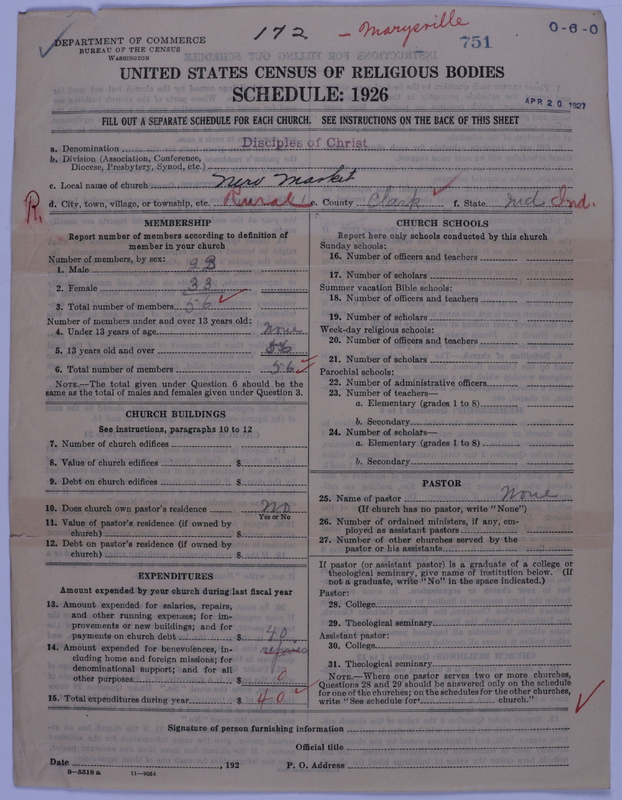 172 - Marysville
0-6-0
DEPARTMENT OF COMMERCE
BUREAU OF THE CENSUS
WASHINGTON
751
UNITED STATES CENSUS OF RELIGIOUS BODIES
SCHEDULE: 1926
APR 20 1927
FILL OUT A SEPARATE SCHEDULE FOR EACH CHURCH. SEE INSTRUCTIONS ON THE BACK OF THIS SHEET
a. Denomination Disciples of Christ
b. Division (Association, Conference,
Diocese, Presbytery, Synod, etc.)
c. Local name of church New Market
R. d. City, town, village, or township, etc. Rural e. County Clark f. State Ind Ind.
MEMBERSHIP
Report number of members according to definition of
member in your church
Number of members, by sex:
1. Male 23
2. Female 33
3. Total number of members 56
Number of members under and over 13 years old:
4. Under 13 years of age None
5. 13 years old and over 56
6. Total number of members 56
NOTE.—The total given under Question 6 should be the
same as the total of males and females given under Question 3.
CHURCH BUILDINGS
See instructions, paragraphs 10 to 12
7. Number of church edifices
8. Value of church edifices $
9. Debt on church edifices $
10. Does church own pastor's residence No
Yes or No
11. Value of pastor's residence (if owned by
church) $
12. Debt on pastor's residence (if owned by
church) $
EXPENDITURES
Amount expended by your church during last fiscal year
13. Amount expended for salaries, repairs,
and other running expenses; for im-
provements or new buildings; and for
payments on church debt $ 40
14. Amount expended for benevolences, in-
cluding home and foreign missions; for
denominational support; and for all
other purposes $ 0
15. Total expenditures during year $ 40
CHURCH SCHOOLS
Report here only schools conducted by this church
Sunday schools:
16. Number of officers and teachers
17. Number of scholars
Summer vacation Bible schools:
18. Number of officers and teachers
19. Number of scholars
Week-day religious schools:
20. Number of officers and teachers
21. Number of scholars
Parochial schools:
22. Number of administrative officers
23. Number of teachers—
a. Elementary (grades 1 to 8)
b. Secondary
24. Number of scholars—
a. Elementary (grades 1 to 8)
b. Secondary
PASTOR
25. Name of pastor None
(If church has no pastor, write "None")
26. Number of ordained ministers, if any, em-
ployed as assistant pastors
27. Number of other churches served by the
pastor or his assistants
If pastor (or assistant pastor) is a graduate of a college or
theological seminary, give name of institution below. (If
not a graduate, write "No" in the space indicated.)
Pastor:
28. College
29. Theological seminary
Assistant pastor:
30. College
31. Theological seminary
NOTE.—Where one pastor serves two or more churches,
Questions 28 and 29 should be answered only on the schedule
for one of the churches; on the schedules for the other churches,
write "See schedule for church."
Signature of person furnishing information
Official title
Date , 192 P. O. Address
8—5518 a 11—9054